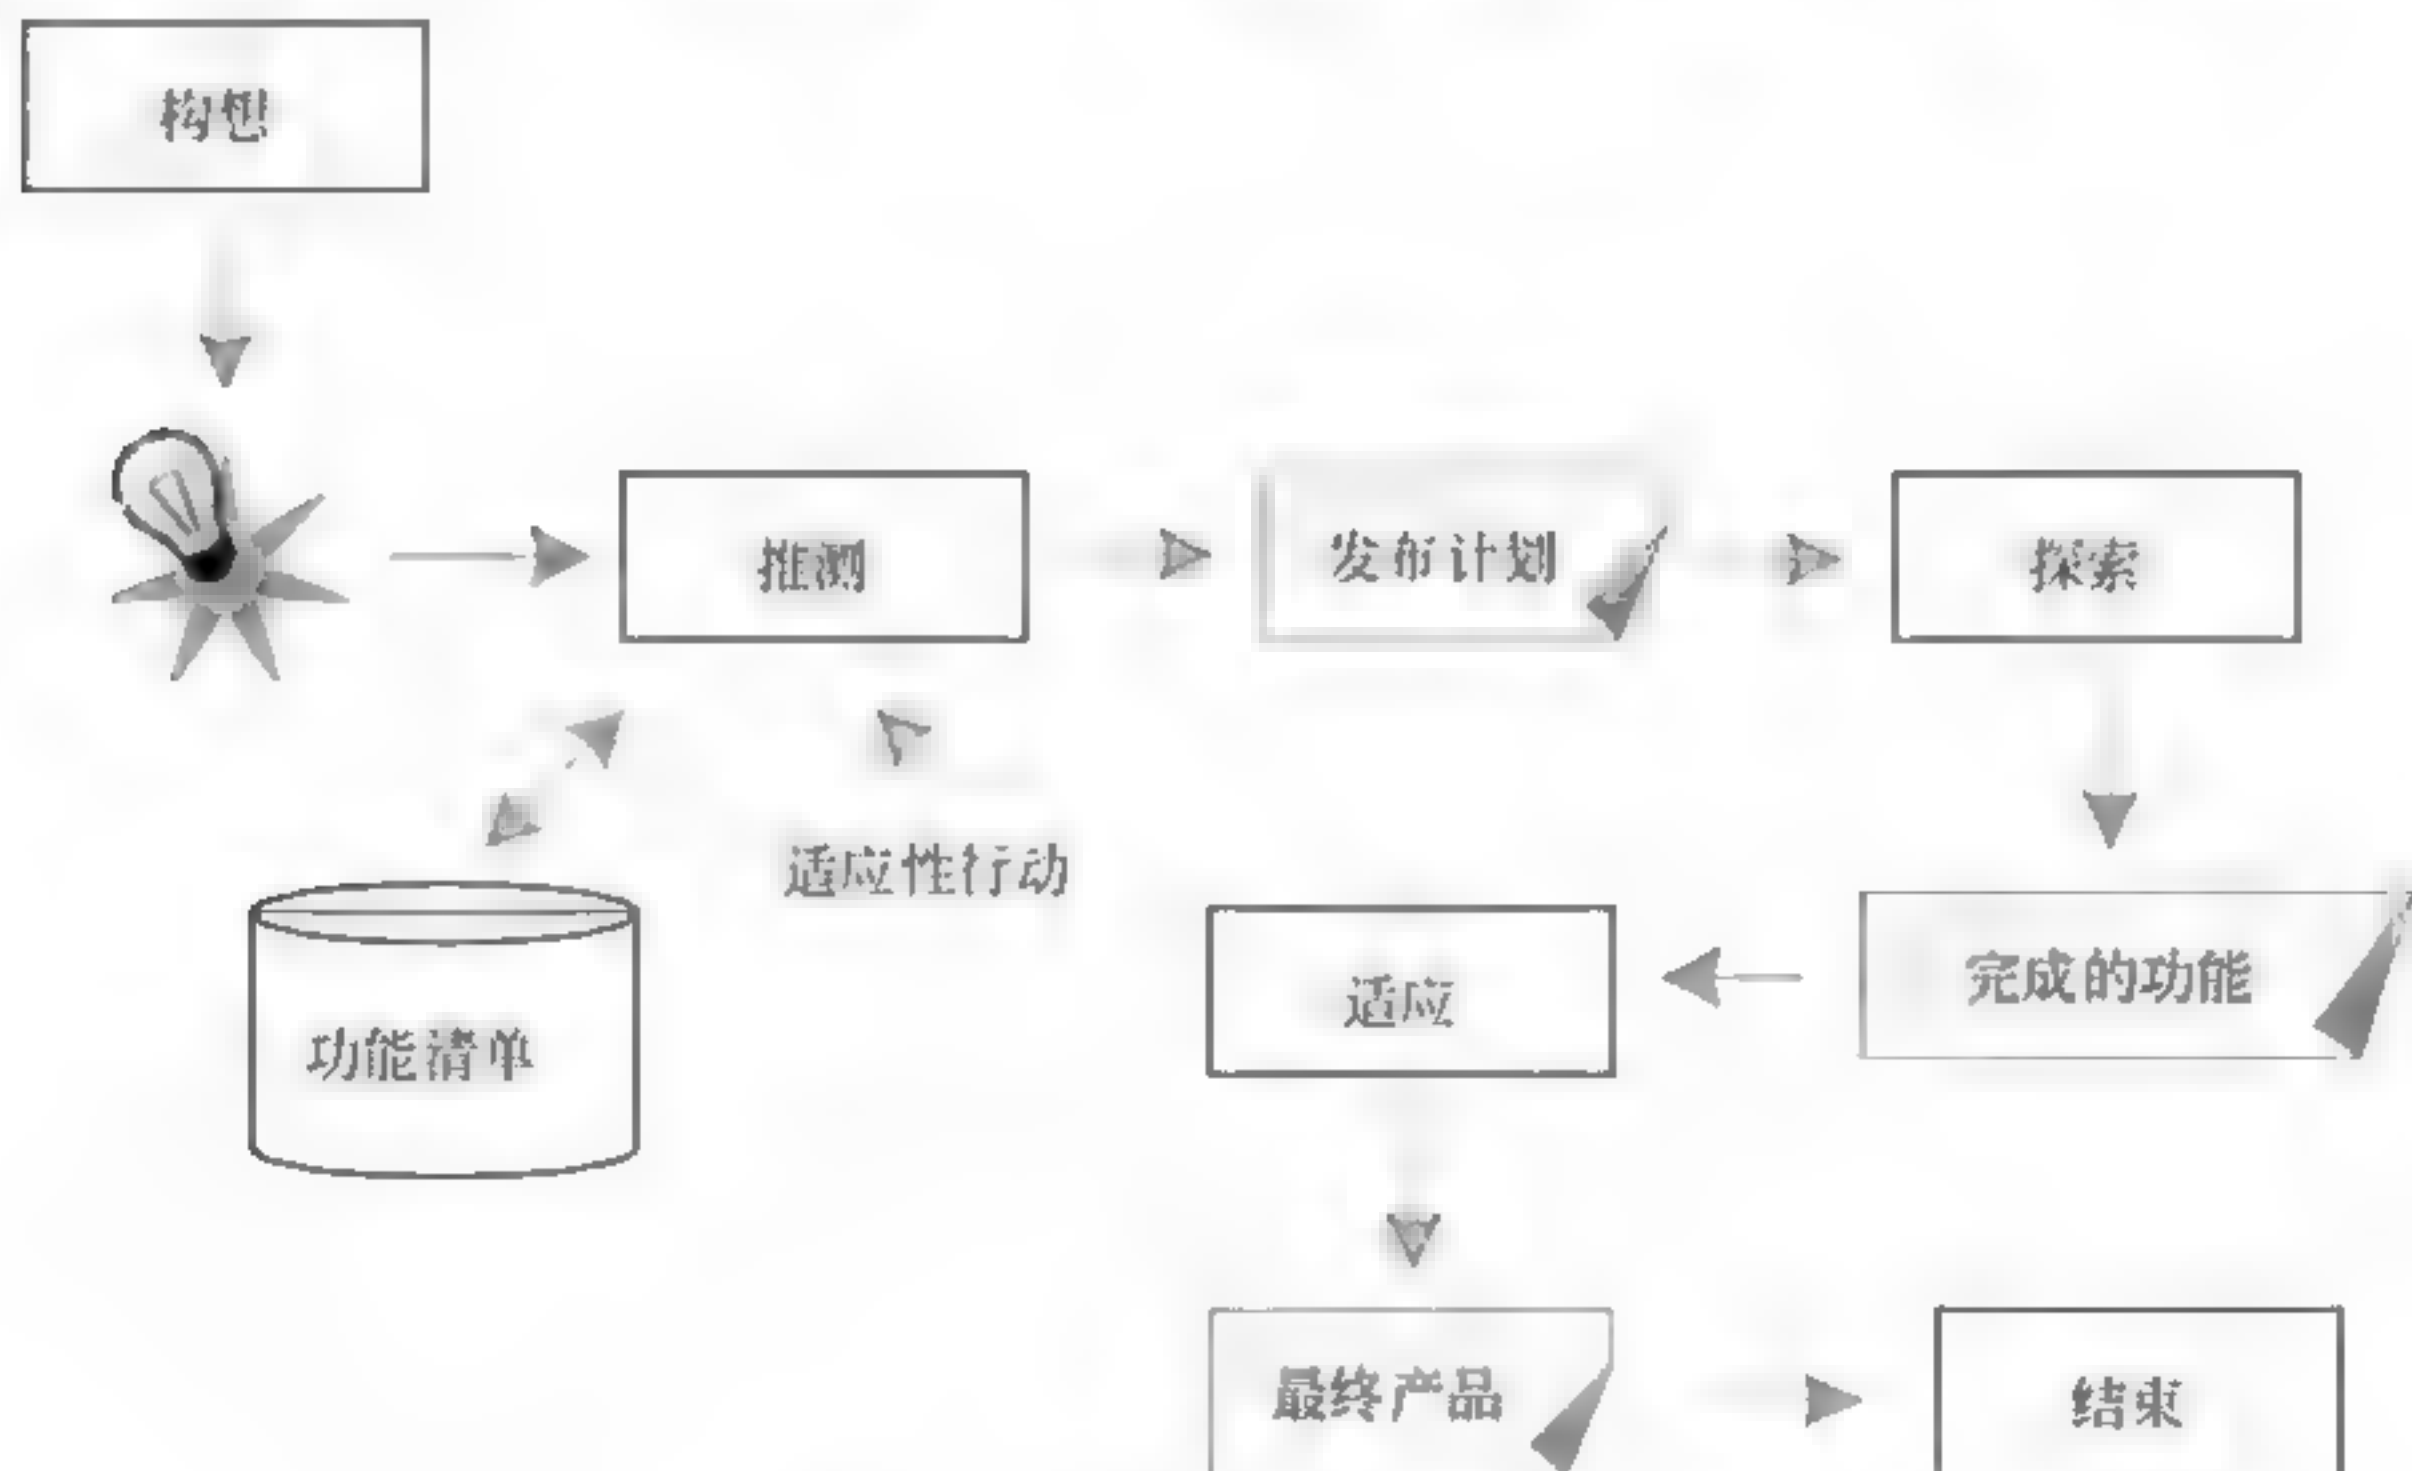 构想
推测
发布计划
探索
适应性行动
功能清单
适应
完成的功能
最终产品
结束